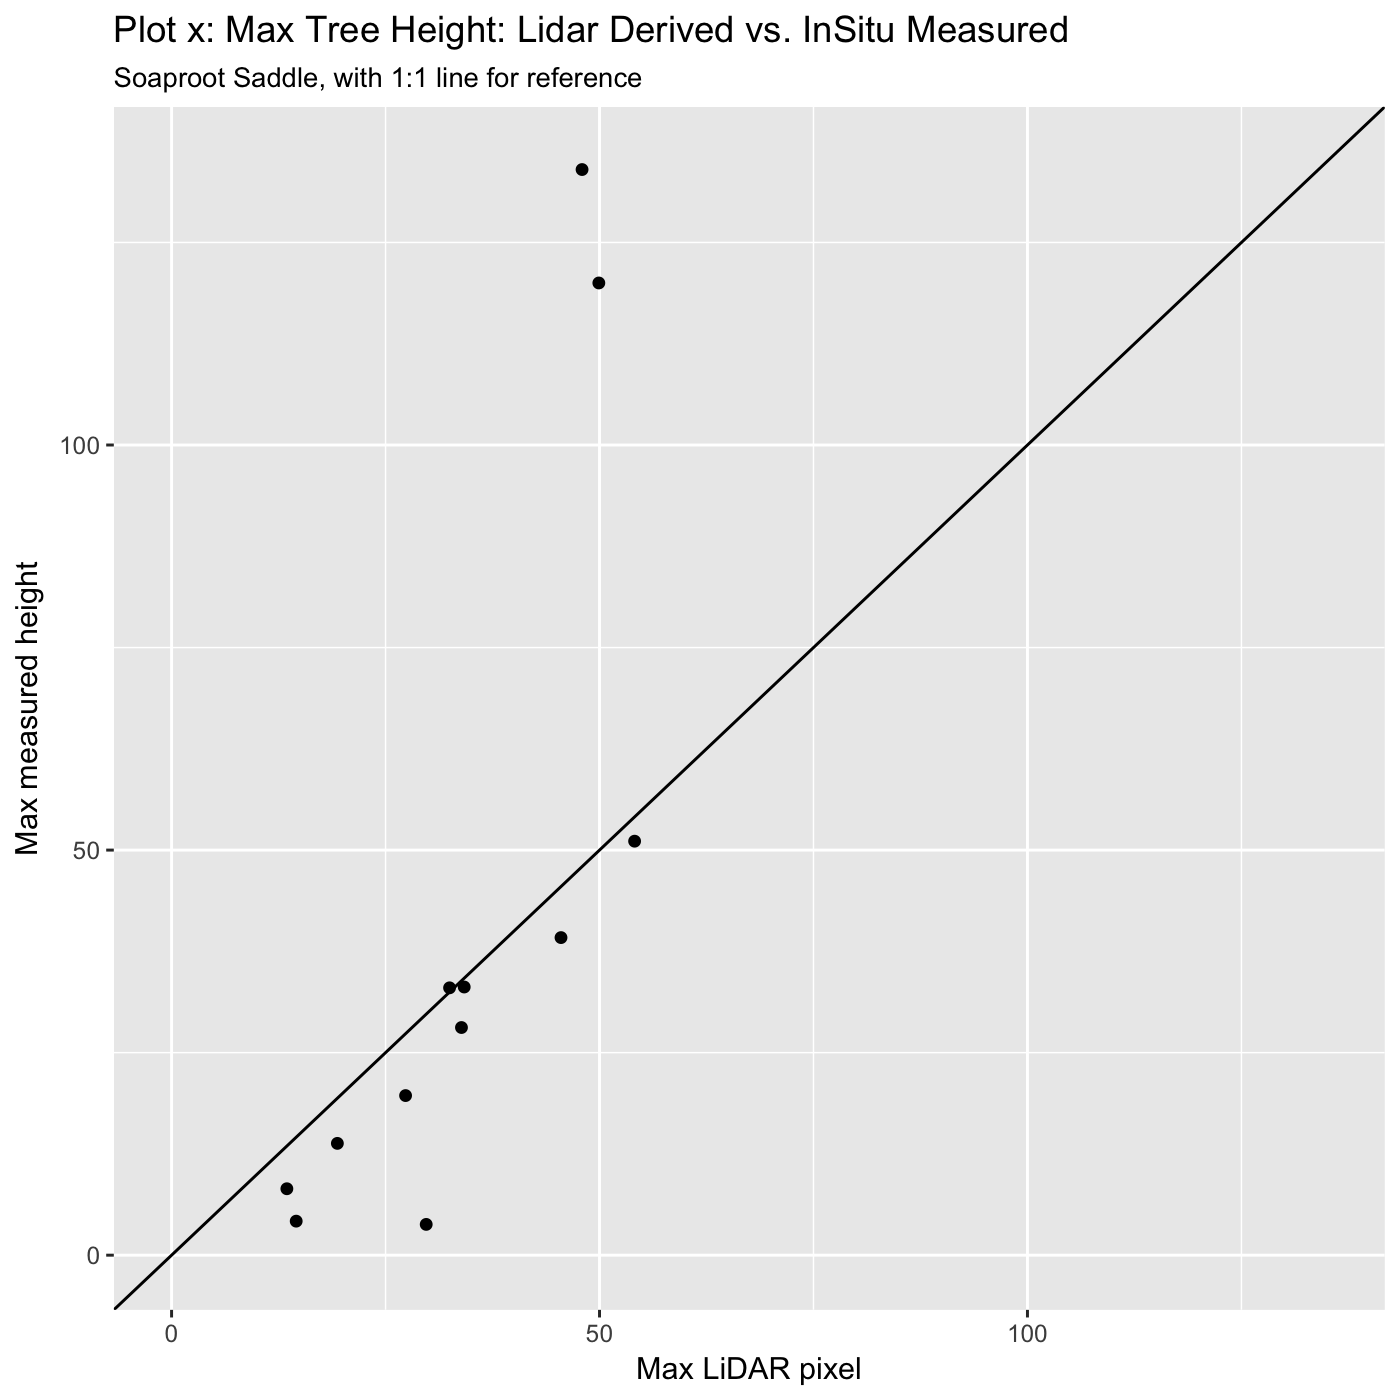 Plot x: Max Tree Height: Lidar Derived vs. InSitu Measured
Soaproot Saddle, with 1:1 line for reference
Max measured height
100
50
0
0
50
100
Max LiDAR pixel